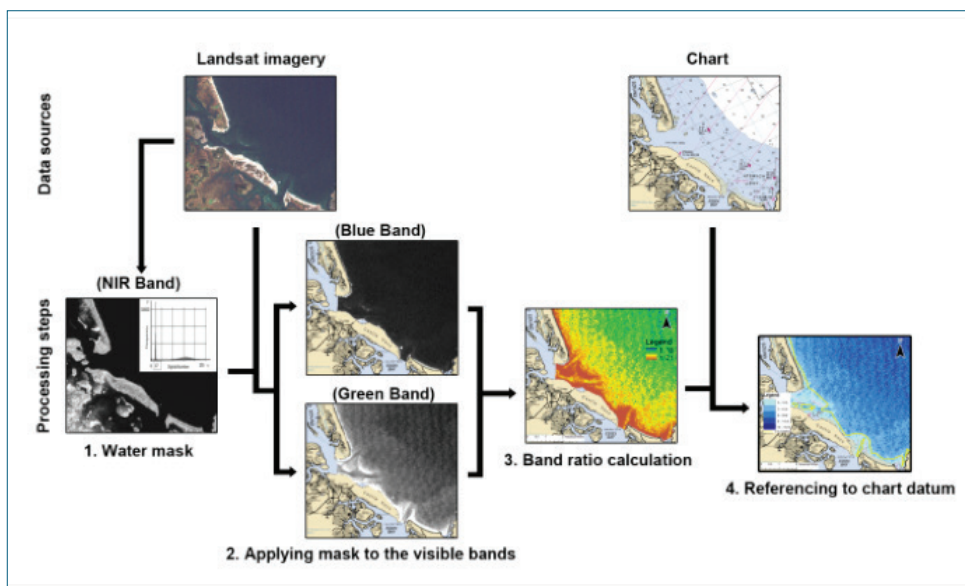 Landsat imagery
Chart
Data sources
(Blue Band)
(NIR Band)
Processing steps
1. Water mask
(Green Band)
2. Applying mask to the visible bands
Legend
3. Band ratio calculation
4. Referencing to chart datum